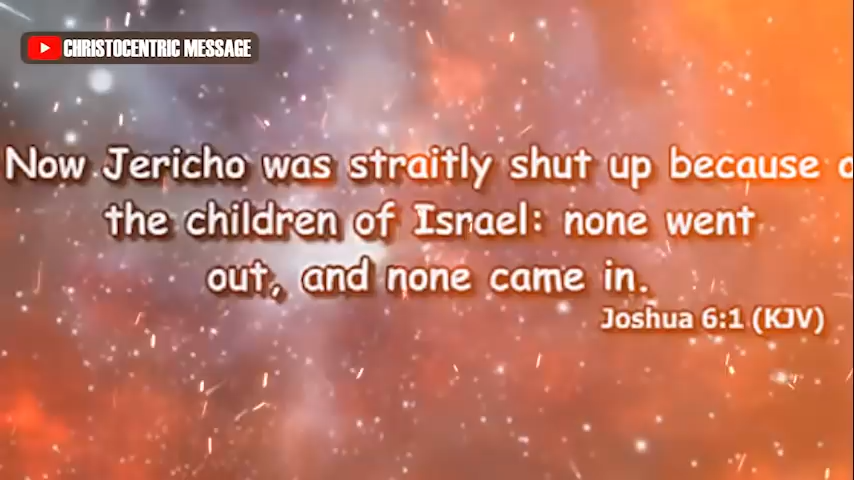 CHRISTOCENTRIC MESSAGE
Now Jericho was straitly shut up because
the children of Israel: none went
out, and none came in.
Joshua 6:1 (KJV)